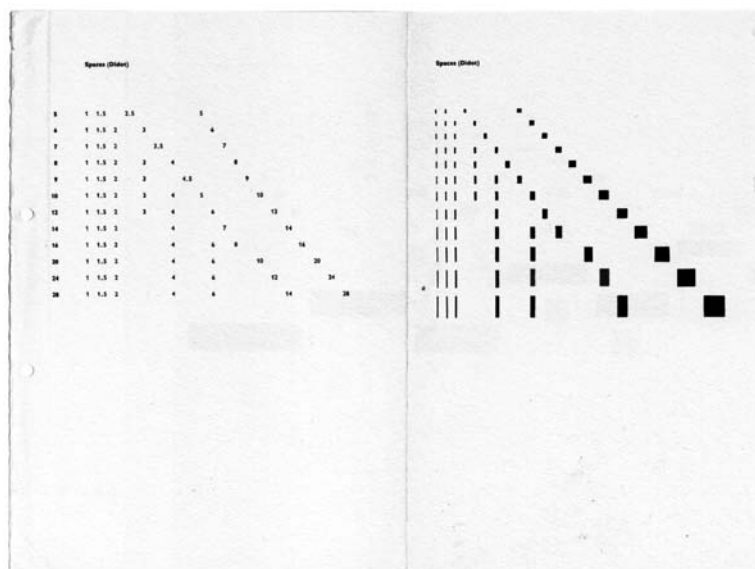 Spaces (Didot)
5 1 1.5 2.5 5
6 1 1.5 2 3 6
7 1 1.5 2 3.5 7
8 1 1.5 2 3 4 8
9 1 1.5 2 4.5 9
10 1 1.5 2 3 4 5 10
12 1 1.5 2 3 4 6 12
14 1 1.5 2 4 7 14
16 1 1.5 2 4 6 8 16
20 1 1.5 2 4 6 10 20
24 1 1.5 2 4 6 12 24
28 1 1.5 2 4 6 14 28
Spaces (Didot)